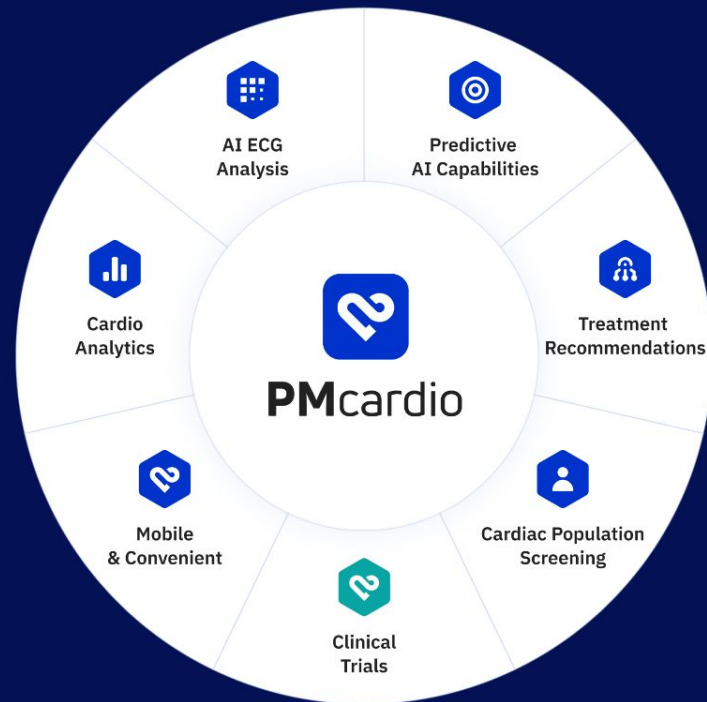 AI ECG
Analysis
Predictive
AI Capabilities
Cardio
Analytics
Treatment
Recommendations
PMcardio
Mobile
& Convenient
Cardiac Population
Screening
Clinical
Trials